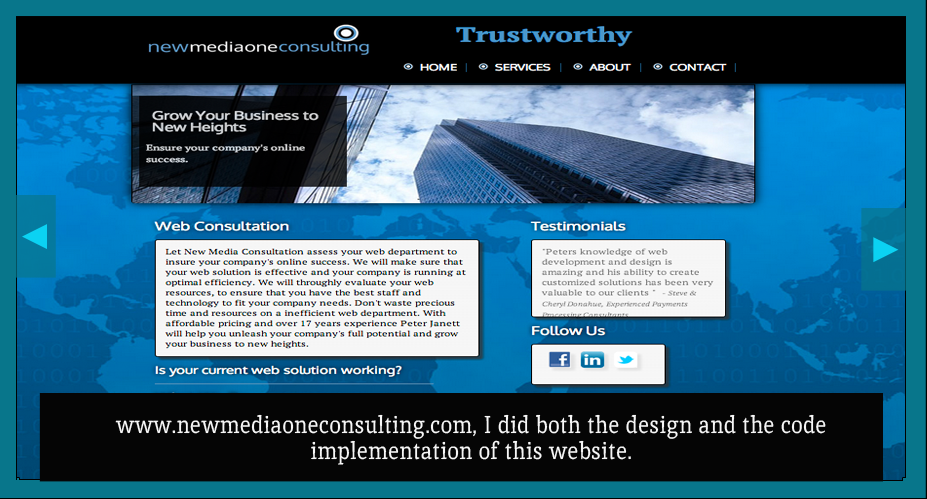 newmediaoneconsulting
Trustworthy
HOME | SERVICES | ABOUT | CONTACT |
Grow Your Business to
New Heights
Ensure your company's online
success.
Web Consultation
Let New Media Consultation assess your web department to
insure your company's online success. We will make sure that
your web solution is effective and your company is running at
optimal efficiency. We will throughly evaluate your web
resources, to ensure that you have the best staff and
technology to fit your company needs. Don't waste precious
time and resources on a inefficient web department. With
affordable pricing and over 17 years experience Peter Janett
will help you unleash your company's full potential and grow
your business to new heights.
Is your current web solution working?
Testimonials
"Peters knowledge of web
development and design is
amazing and his ability to create
customized solutions has been very
valuable to our clients " - Steve &
Cheryl Donahue, Experienced Payments
Processing Consultants
Follow Us
f in
www.newmediaoneconsulting.com, I did both the design and the code
implementation of this website.